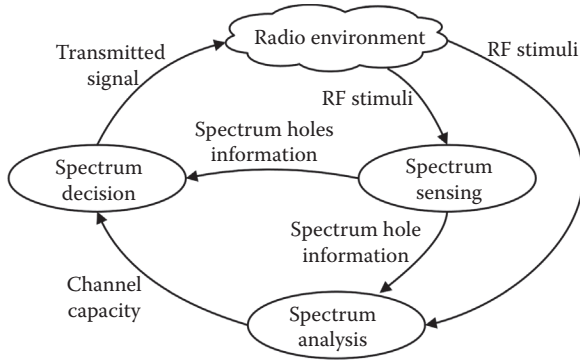 Radio environment
Transmitted
signal
RF stimuli
RF stimuli
Spectrum holes
information
Spectrum
decision
Spectrum
sensing
Spectrum hole
information
Channel
capacity
Spectrum
analysis